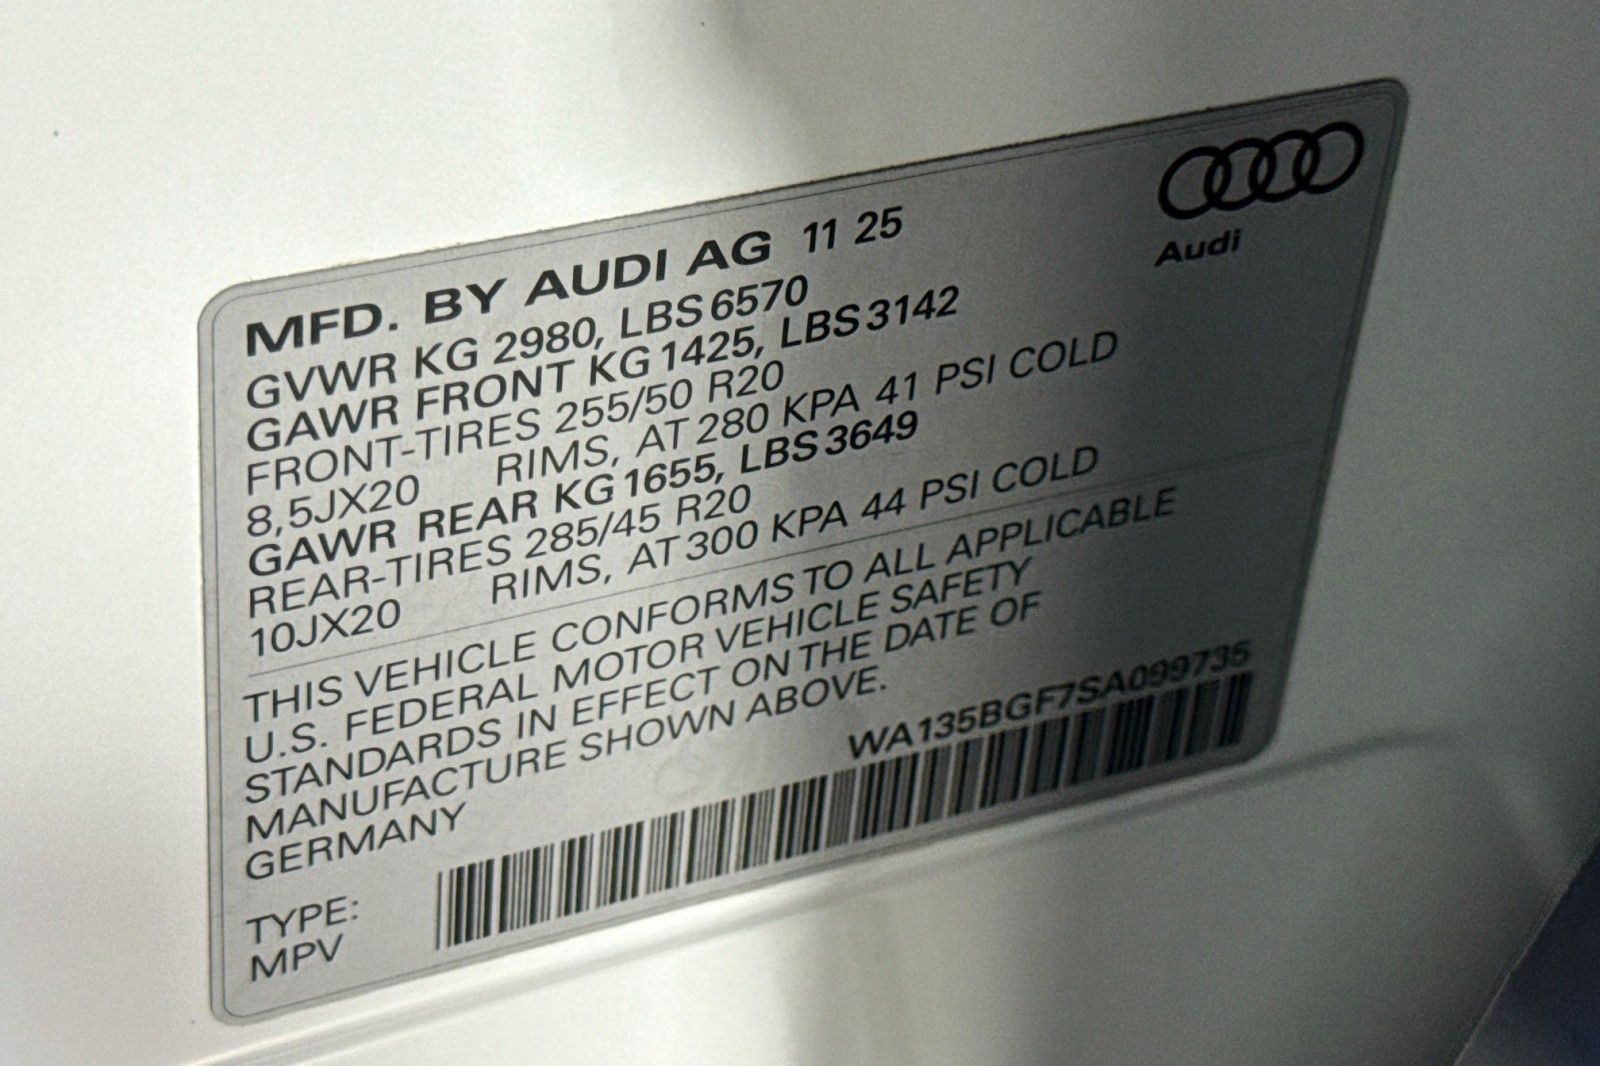 Audi
MFD. BY AUDI AG 11 25
GVWR KG 2980, LBS 6570
GAWR FRONT KG 1425, LBS 3142
FRONT-TIRES 255/50 R20
8,5JX20 RIMS, AT 280 KPA 41 PSI COLD
GAWR REAR KG 1655, LBS 3649
REAR-TIRES 285/45 R20
10JX20 RIMS, AT 300 KPA 44 PSI COLD
THIS VEHICLE CONFORMS TO ALL APPLICABLE
U.S. FEDERAL MOTOR VEHICLE SAFETY
STANDARDS IN EFFECT ON THE DATE OF
MANUFACTURE SHOWN ABOVE.
GERMANY
WA135BGF7SA099735
TYPE:
MPV